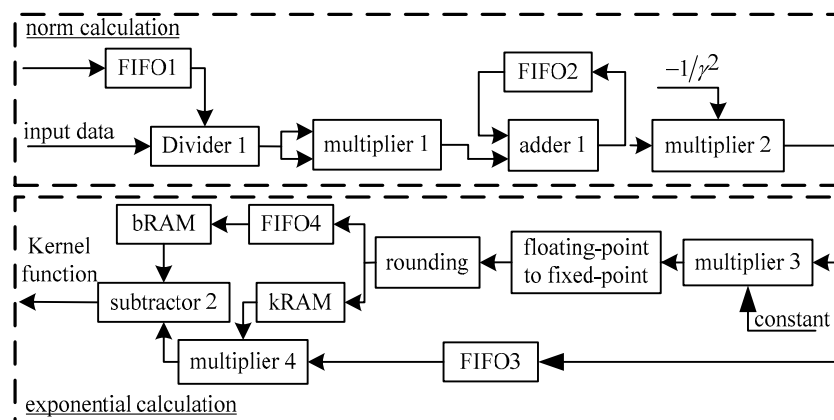 norm calculation
FIFO1
FIFO2
−1/γ²
input data
Divider 1
multiplier 1
adder 1
multiplier 2
bRAM
FIFO4
Kernel
function
rounding
floating-point
to fixed-point
multiplier 3
subtractor 2
kRAM
constant
multiplier 4
FIFO3
exponential calculation